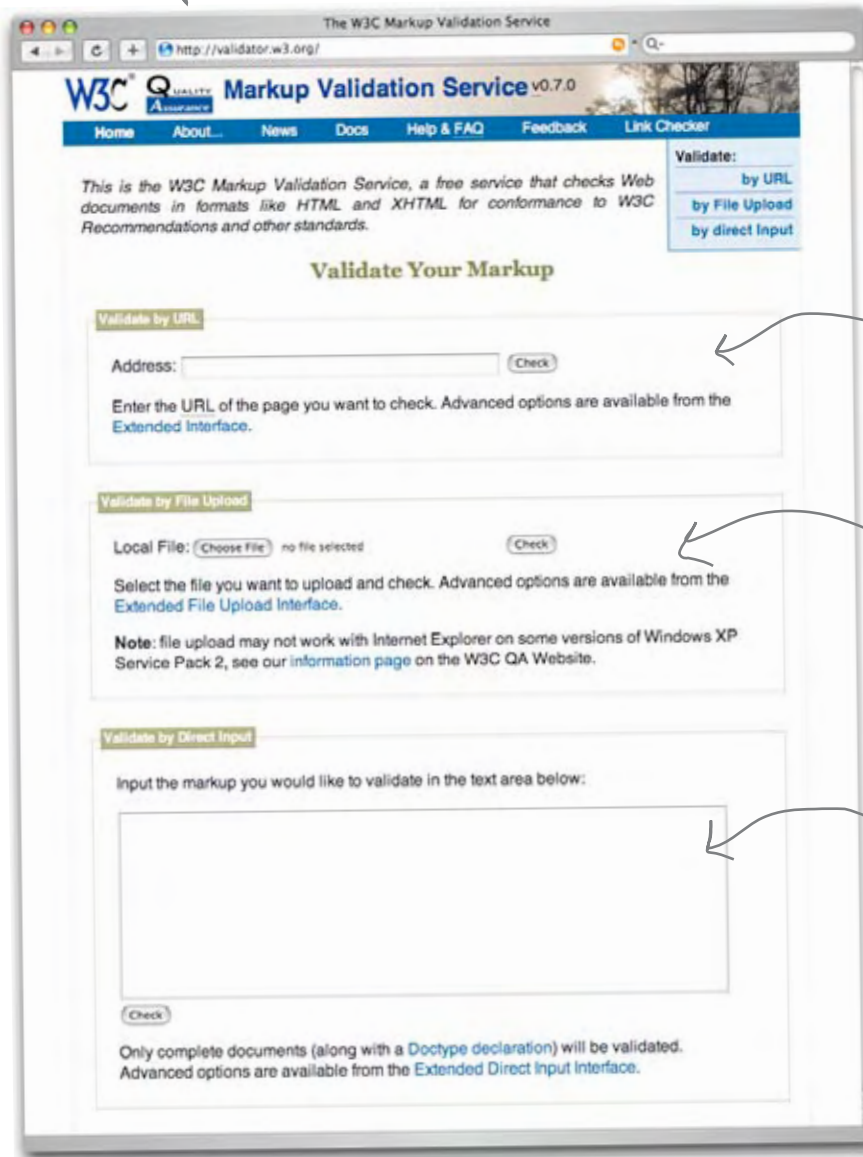 The W3C Markup Validation Service
http://validator.w3.org/
Q-
W3C® QUALITY Assurance Markup Validation Service v0.7.0
Home About... News Docs Help & FAQ Feedback Link Checker
Validate:
by URL
by File Upload
by direct Input
This is the W3C Markup Validation Service, a free service that checks Web
documents in formats like HTML and XHTML for conformance to W3C
Recommendations and other standards.
Validate Your Markup
Validate by URL
Address: Check
Enter the URL of the page you want to check. Advanced options are available from the
Extended Interface.
Validate by File Upload
Local File: Choose File no file selected Check
Select the file you want to upload and check. Advanced options are available from the
Extended File Upload Interface.
Note: file upload may not work with Internet Explorer on some versions of Windows XP
Service Pack 2, see our information page on the W3C QA Website.
Validate by Direct Input
Input the markup you would like to validate in the text area below:
Check
Only complete documents (along with a Doctype declaration) will be validated.
Advanced options are available from the Extended Direct Input Interface.